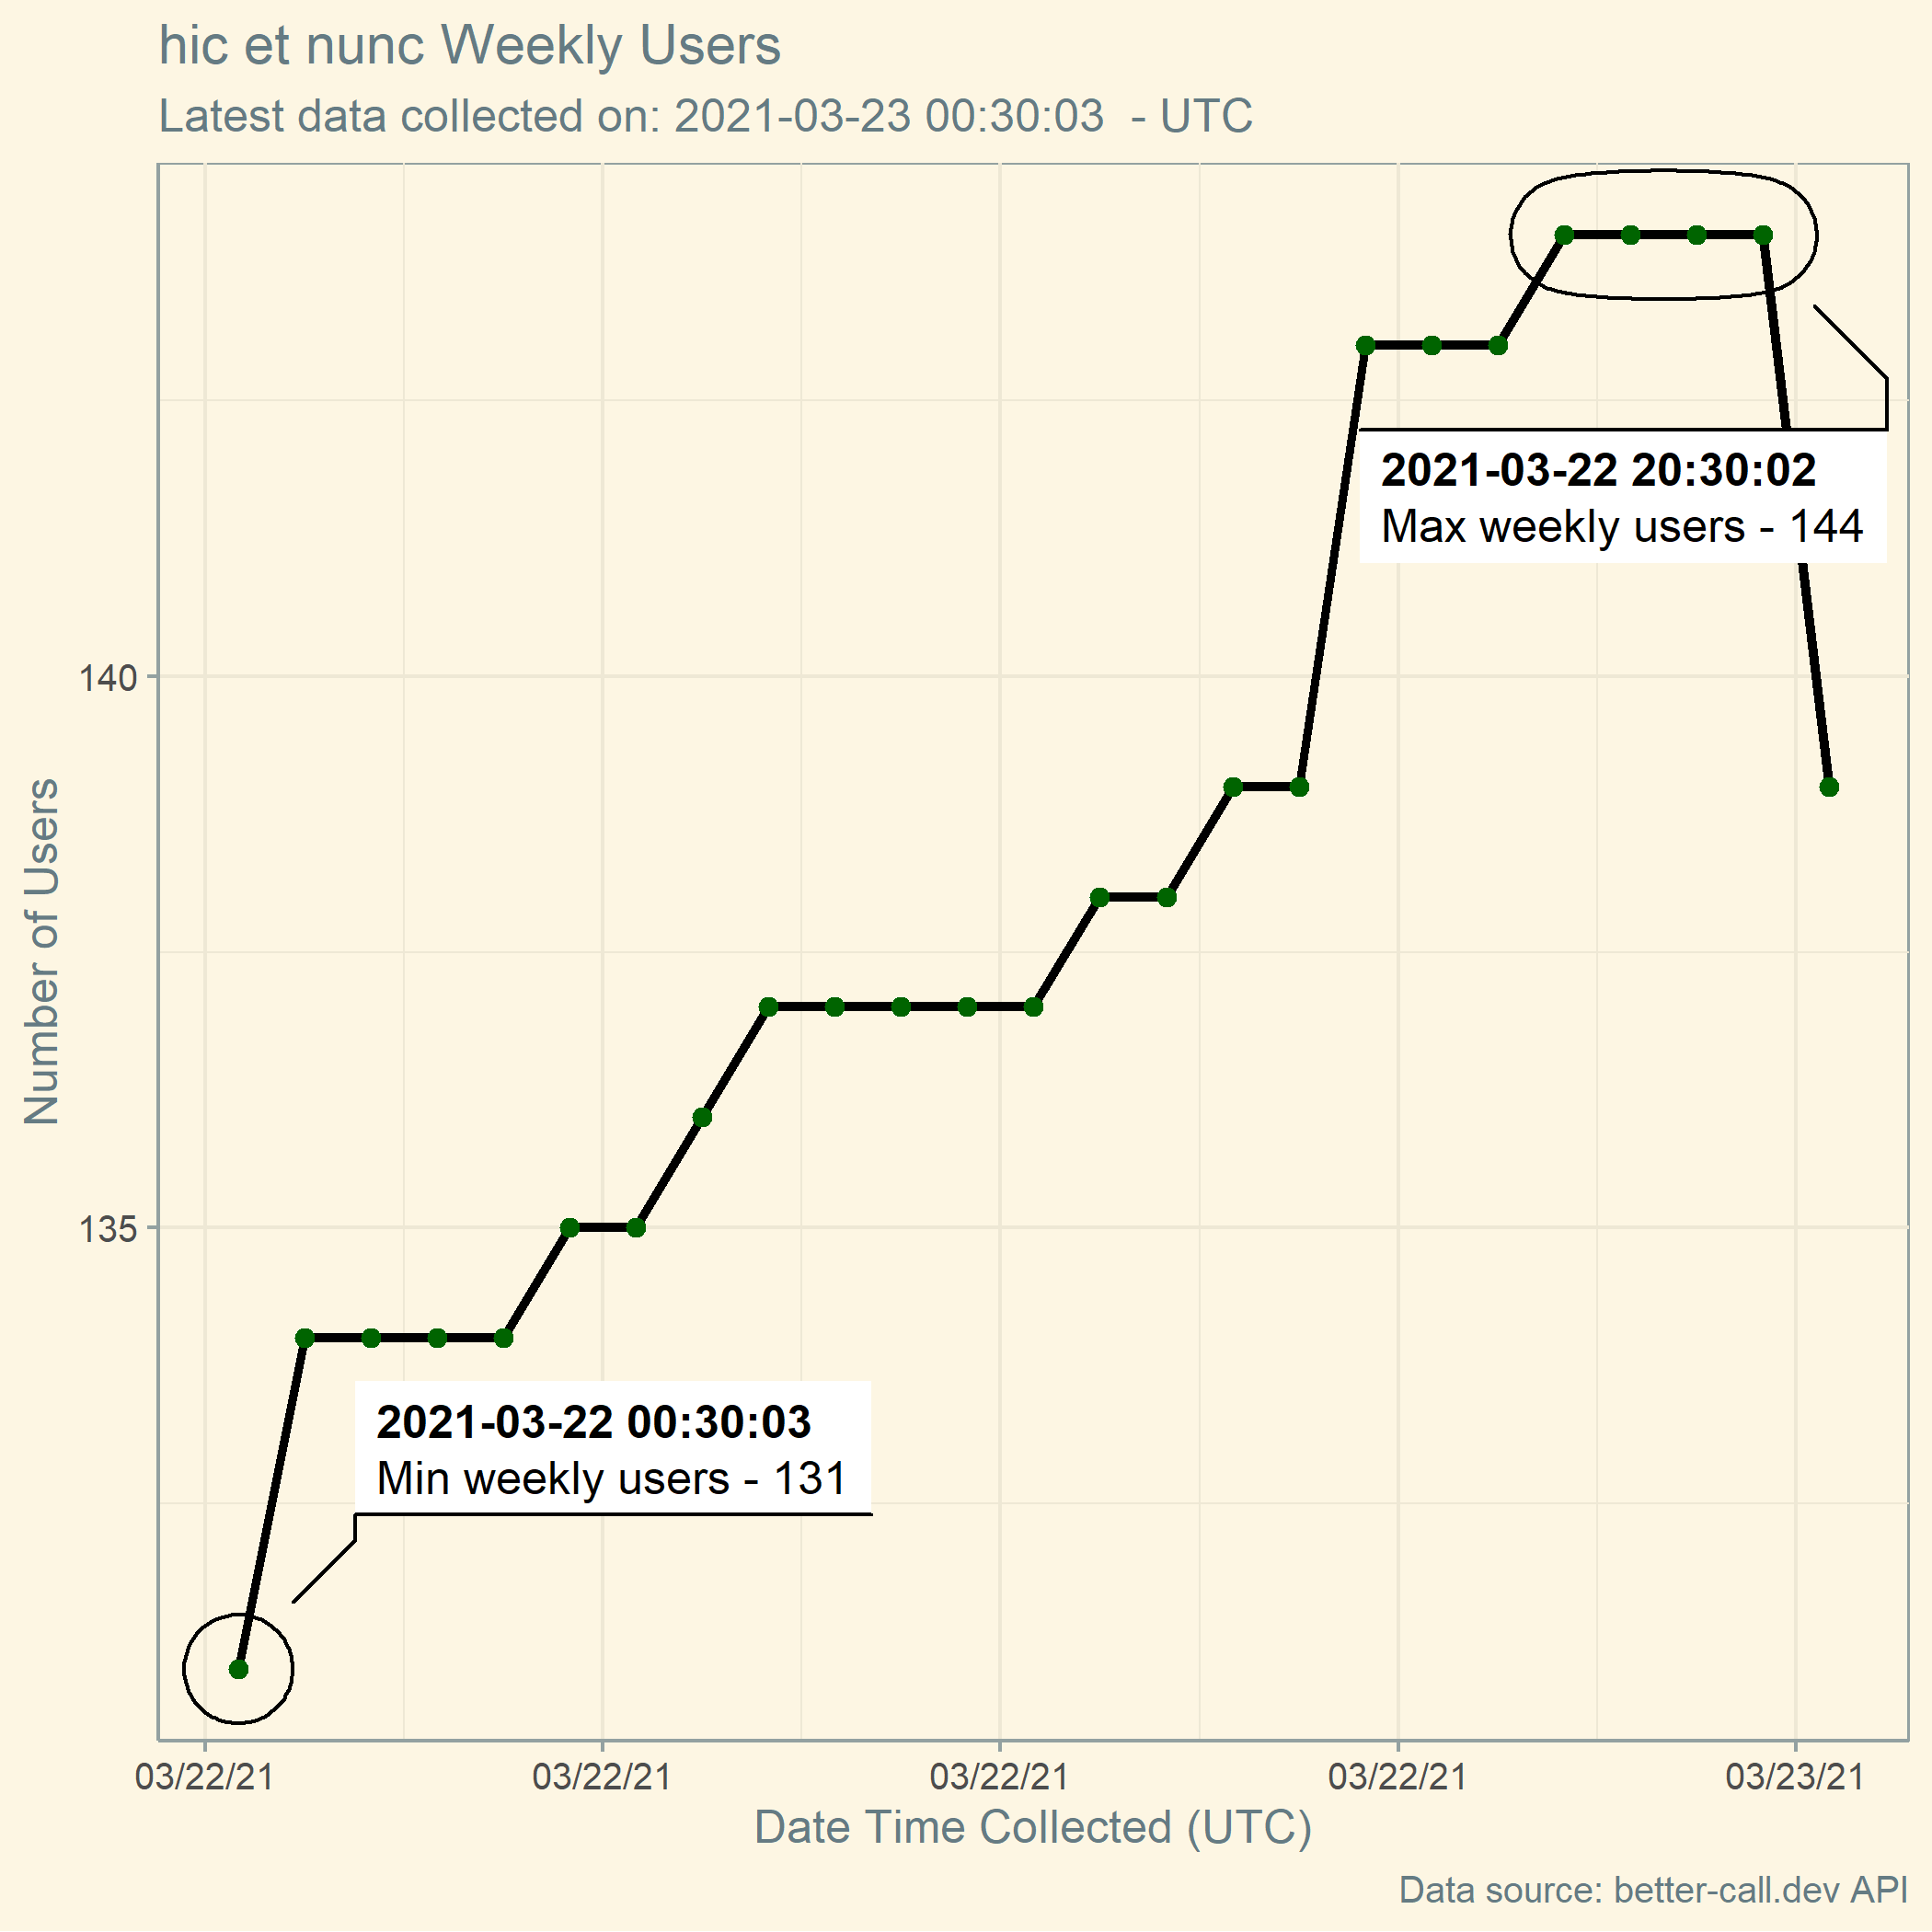 hic et nunc Weekly Users
Latest data collected on: 2021-03-23 00:30:03  - UTC
2021-03-22 20:30:02
Max weekly users - 144
140
Number of Users
135
2021-03-22 00:30:03
Min weekly users - 131
03/22/21 03/22/21 03/22/21 03/22/21 03/23/21
Date Time Collected (UTC)
Data source: better-call.dev API